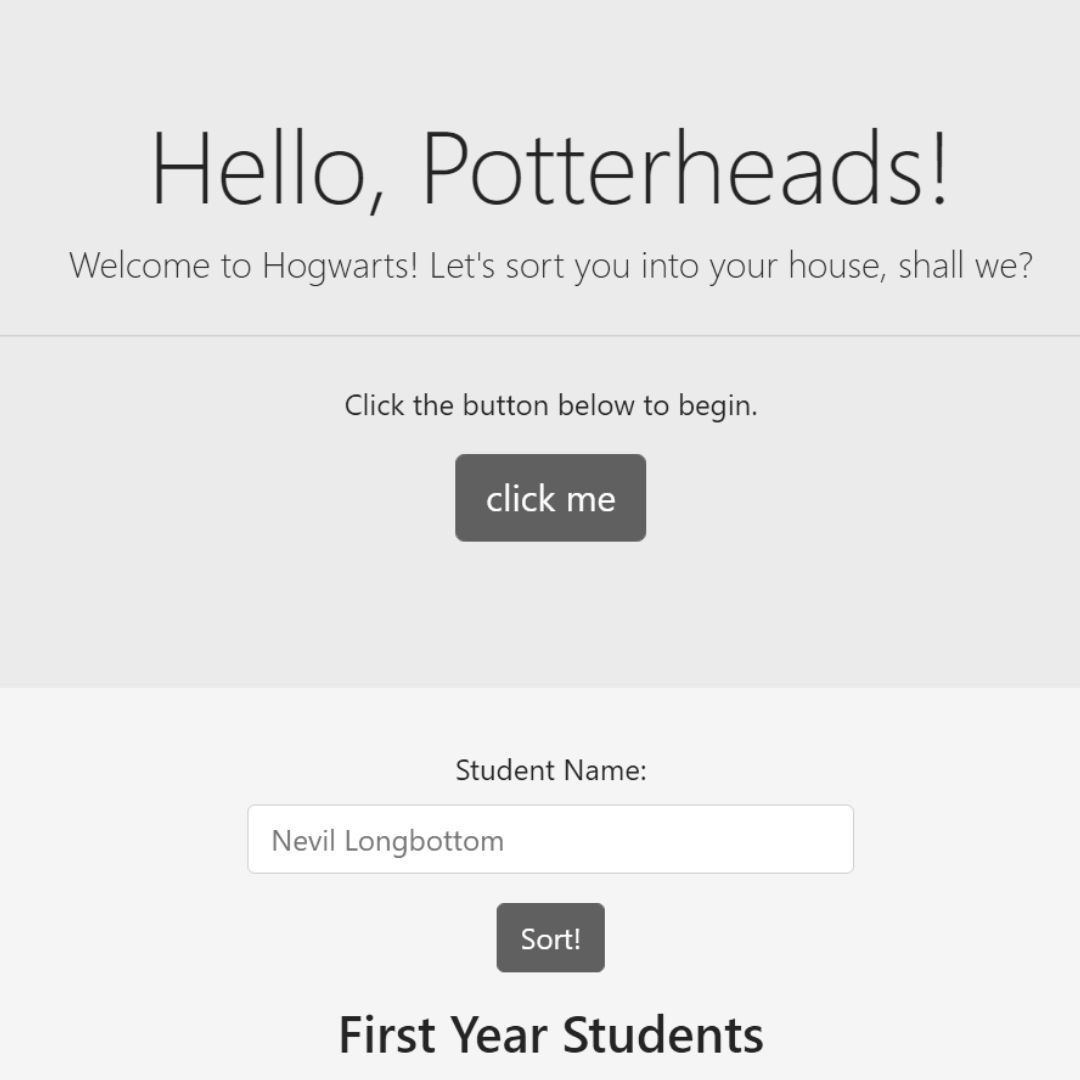 Hello, Potterheads!
Welcome to Hogwarts! Let's sort you into your house, shall we?
Click the button below to begin.
click me
Student Name:
Nevil Longbottom
Sort!
First Year Students